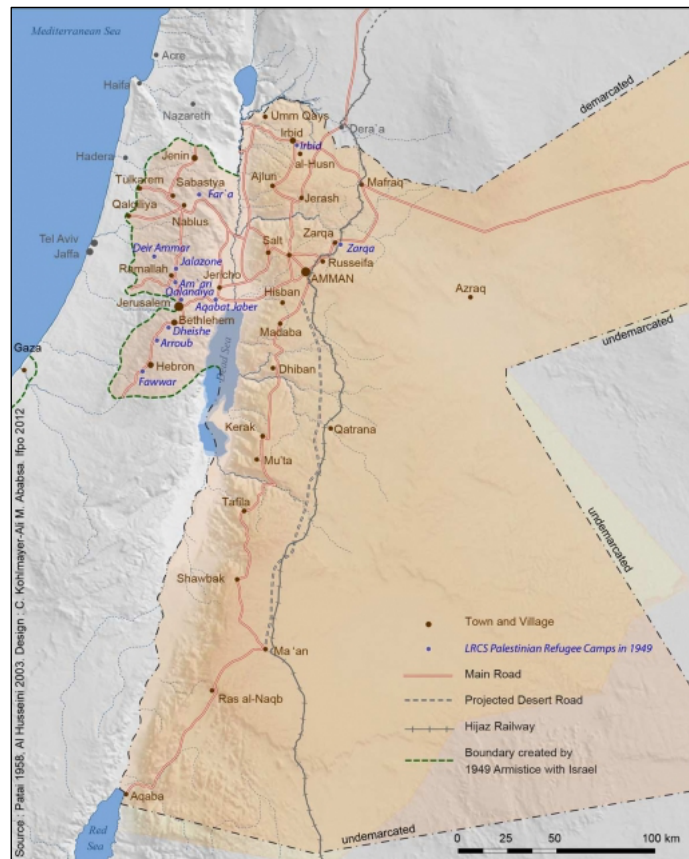 Mediterranean Sea
Acre
Haifa
Nazareth
Umm Qays
demarcated
Irbid
Irbid
Dera´a
Hadera
Jenin
al-Husn
Tulkarem
Sabastya
Ajlun
Mafraq
Far´a
Jerash
Qalqiliya
Nablus
Tel Aviv
Jaffa
Deir Ammar
Salt
Zarqa
Zarqa
Jalazone
Russeifa
Ramallah
Jericho
AMMAN
Am´ari
Qalandiya
Hisban
Azraq
Jerusalem
Aqabat Jaber
Bethlehem
Madaba
Dheishe
undemarcated
Arroub
Gaza
Dead Sea
Hebron
Dhiban
Fawwar
Kerak
Qatrana
Mu'ta
Tafila
undemarcated
Shawbak
Ma´an
Ras al-Naqb
Aqaba
Red
Sea
undemarcated
Town and Village
LRCS Palestinian Refugee Camps in 1949
Main Road
Projected Desert Road
Hijaz Railway
Boundary created by
1949 Armistice with Israel
0 25 50 100 km
Source : Patai 1958, Al Husseini 2003. Design : C. Kohlmayer-Ali M. Ababsa. Ifpo 2012